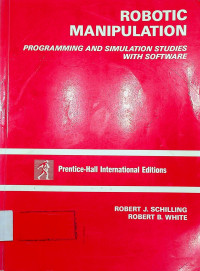 ROBOTIC
MANIPULATION
PROGRAMMING AND SIMULATION STUDIES
WITH SOFTWARE
Prentice-Hall International Editions
ROBERT J. SCHILLING
ROBERT B. WHITE